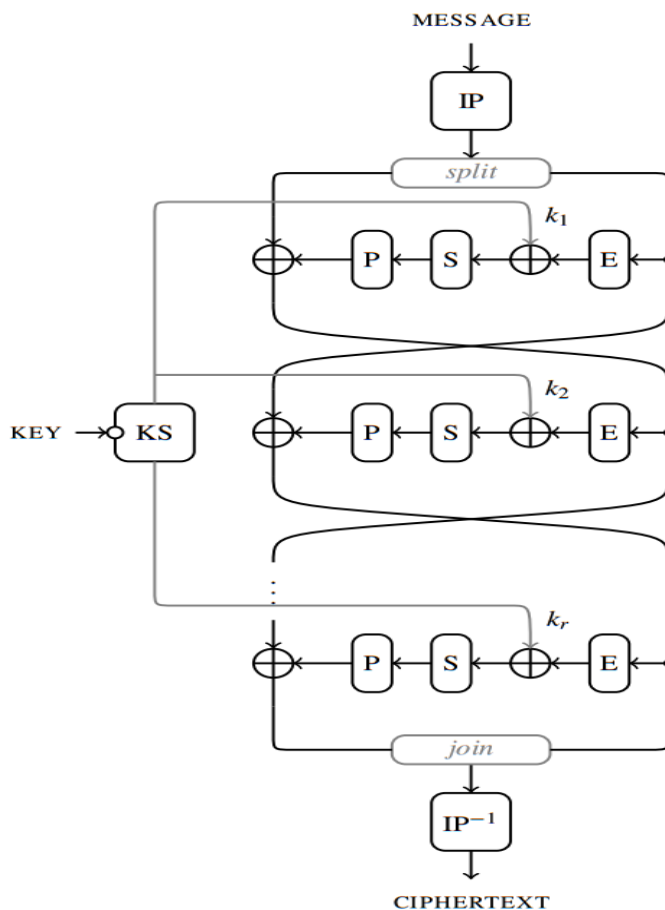 MESSAGE
IP
split
k₁
P S E
k₂
KEY KS P S E
⋮
kᵣ
P S E
join
IP⁻¹
CIPHERTEXT